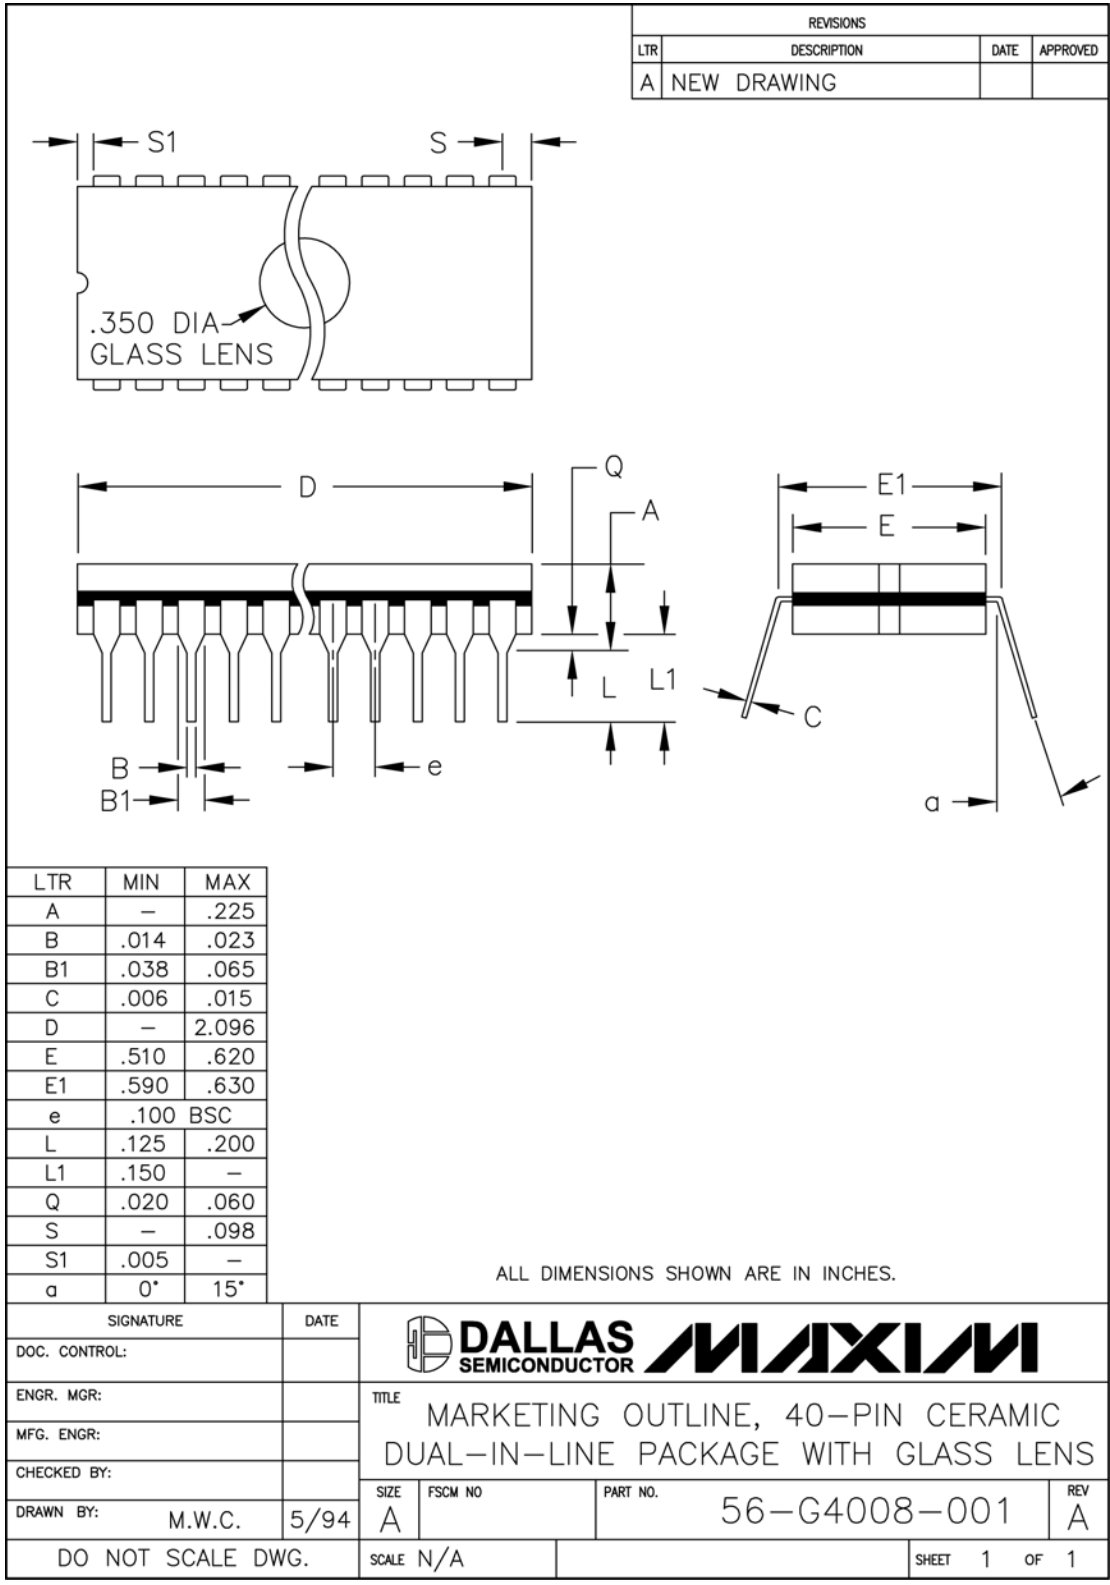 REVISIONS
LTR DESCRIPTION DATE APPROVED
A NEW DRAWING
S1 S
.350 DIA
GLASS LENS
D Q A E1
E
L L1 C
B e
B1 a
LTR MIN MAX
A – .225
B .014 .023
B1 .038 .065
C .006 .015
D – 2.096
E .510 .620
E1 .590 .630
e .100 BSC
L .125 .200
L1 .150 –
Q .020 .060
S – .098
S1 .005 –
a 0° 15°
ALL DIMENSIONS SHOWN ARE IN INCHES.
SIGNATURE DATE
DOC. CONTROL:
ENGR. MGR:
MFG. ENGR:
CHECKED BY:
DRAWN BY: M.W.C. 5/94
DO NOT SCALE DWG.
DALLAS
SEMICONDUCTOR
MAXIM
TITLE
MARKETING OUTLINE, 40–PIN CERAMIC
DUAL–IN–LINE PACKAGE WITH GLASS LENS
SIZE FSCM NO PART NO. REV
A 56–G4008–001 A
SCALE N/A SHEET 1 OF 1